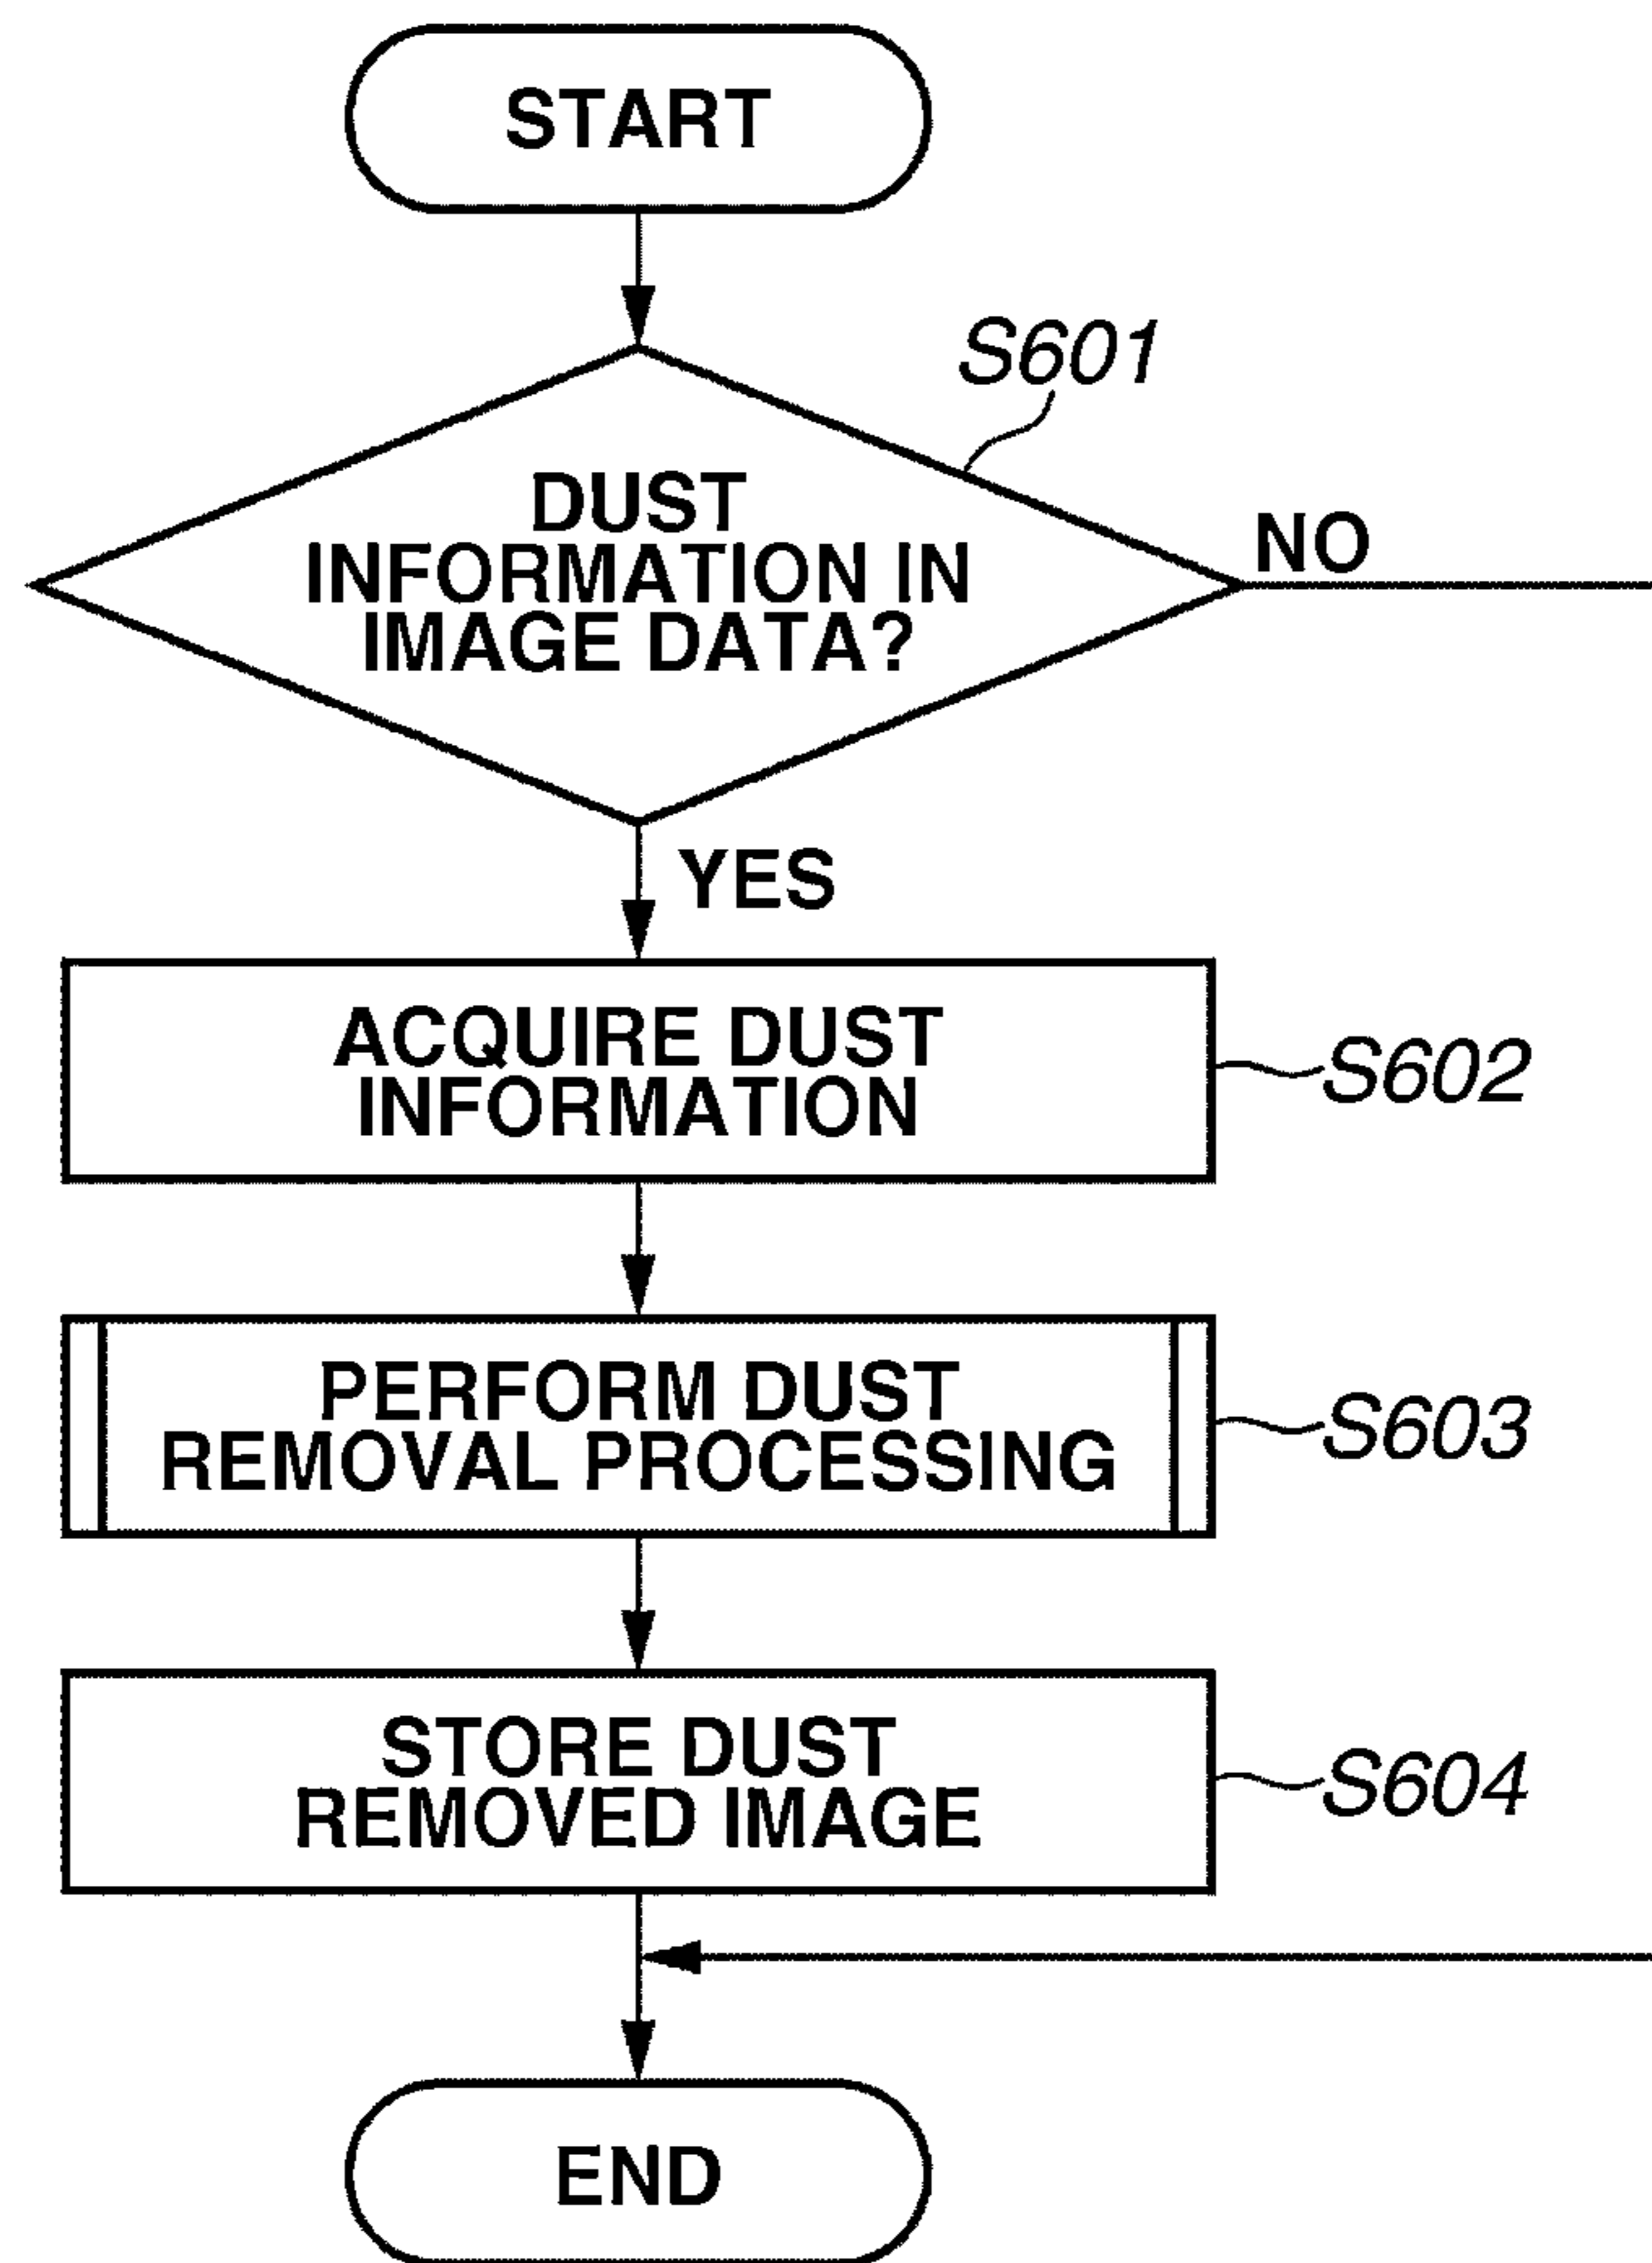 START
S601
DUST
INFORMATION IN
IMAGE DATA?
NO
YES
ACQUIRE DUST
INFORMATION
S602
PERFORM DUST
REMOVAL PROCESSING
S603
STORE DUST
REMOVED IMAGE
S604
END